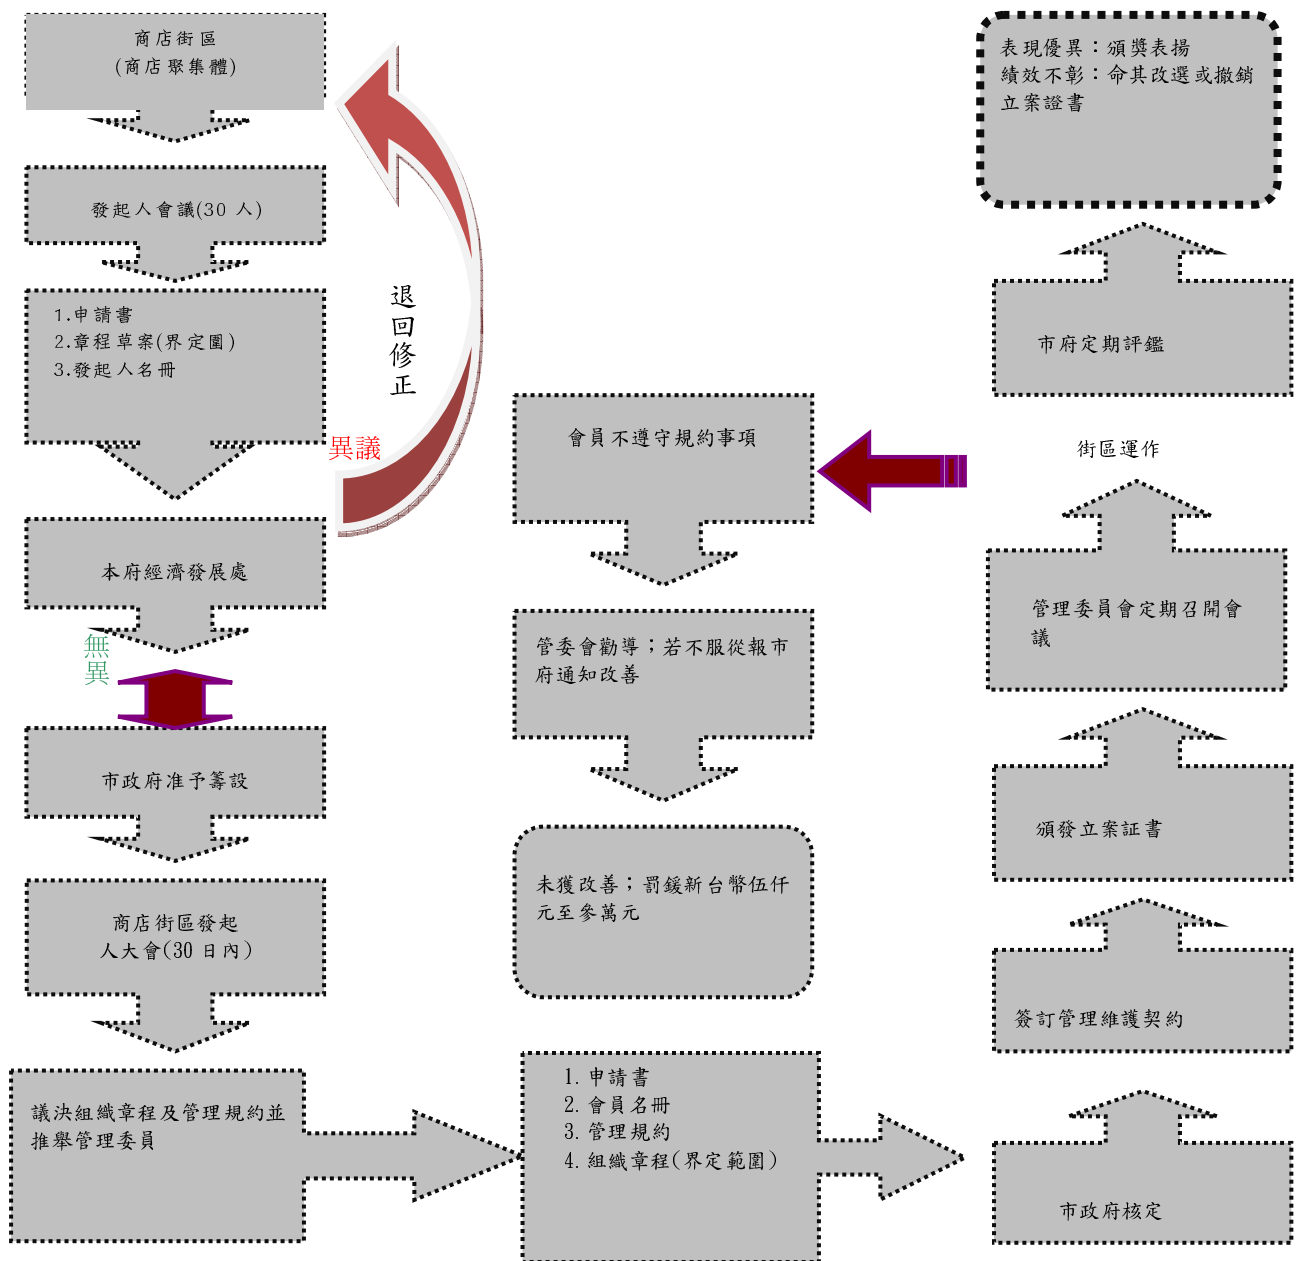 商店街區
(商店聚集體)
發起人會議(30 人)
1.申請書
2.章程草案(界定圍)
3.發起人名冊
異議
退回修正
本府經濟發展處
無異
市政府准予籌設
商店街區發起
人大會(30 日內)
議決組織章程及管理規約並
推舉管理委員
1. 申請書
2. 會員名冊
3. 管理規約
4. 組織章程(界定範圍)
市政府核定
簽訂管理維護契約
頒發立案証書
管理委員會定期召開會
議
街區運作
會員不遵守規約事項
管委會勸導；若不服從報市
府通知改善
未獲改善；罰鍰新台幣伍仟
元至參萬元
市府定期評鑑
表現優異：頒獎表揚
績效不彰：命其改選或撤銷
立案證書